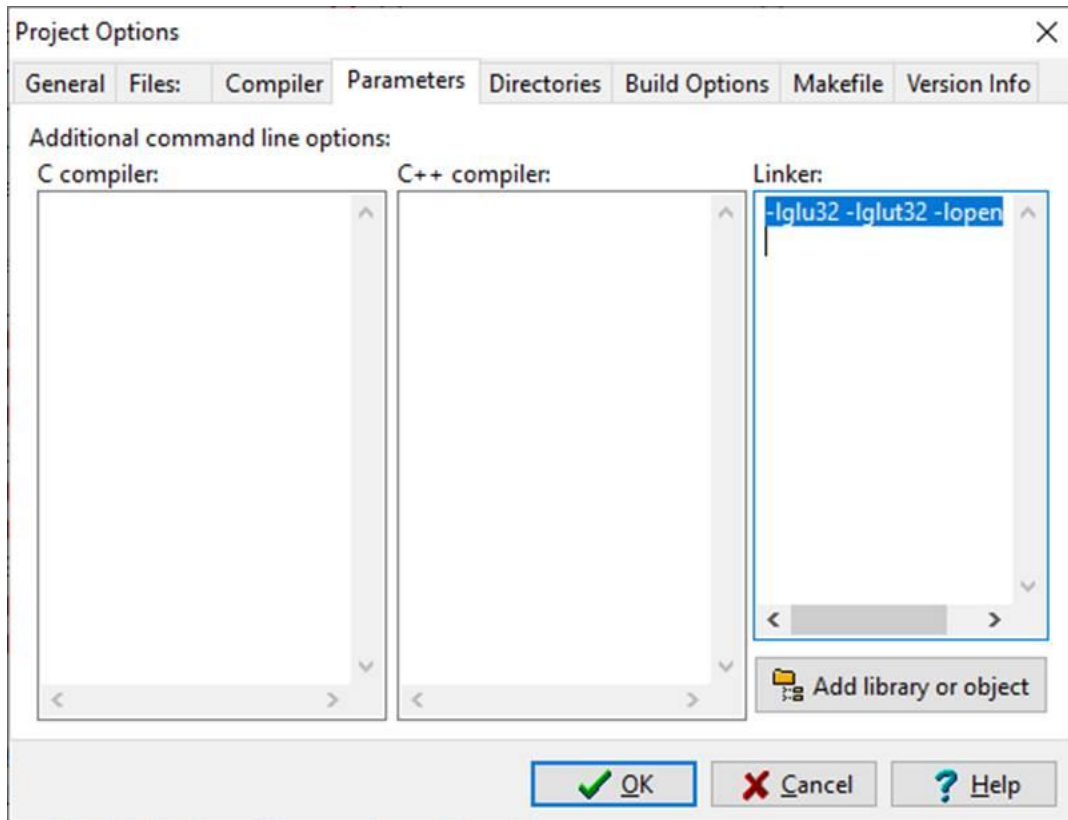 Project Options
General Files: Compiler Parameters Directories Build Options Makefile Version Info
Additional command line options:
C compiler: C++ compiler: Linker:
-lglu32 -lglut32 -lopen
Add library or object
OK Cancel Help